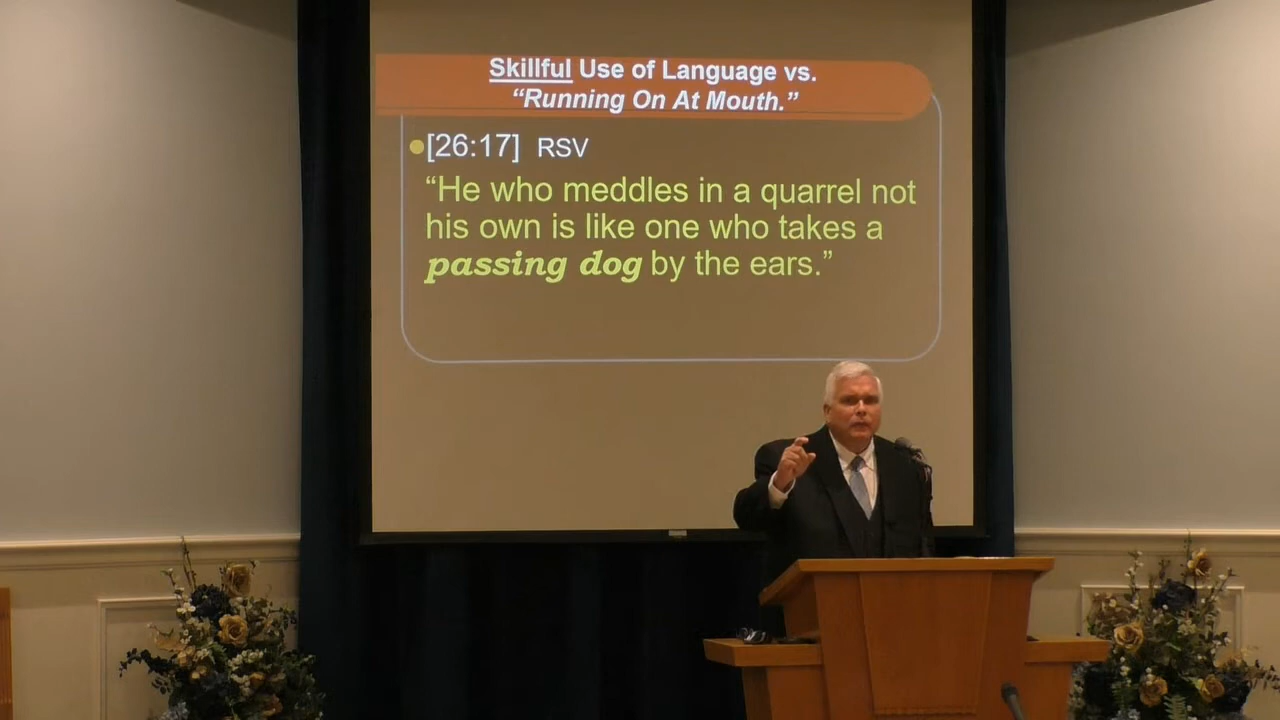 Skillful Use of Language vs.
“Running On At Mouth.”
[26:17] RSV
“He who meddles in a quarrel not
his own is like one who takes a
passing dog by the ears.”